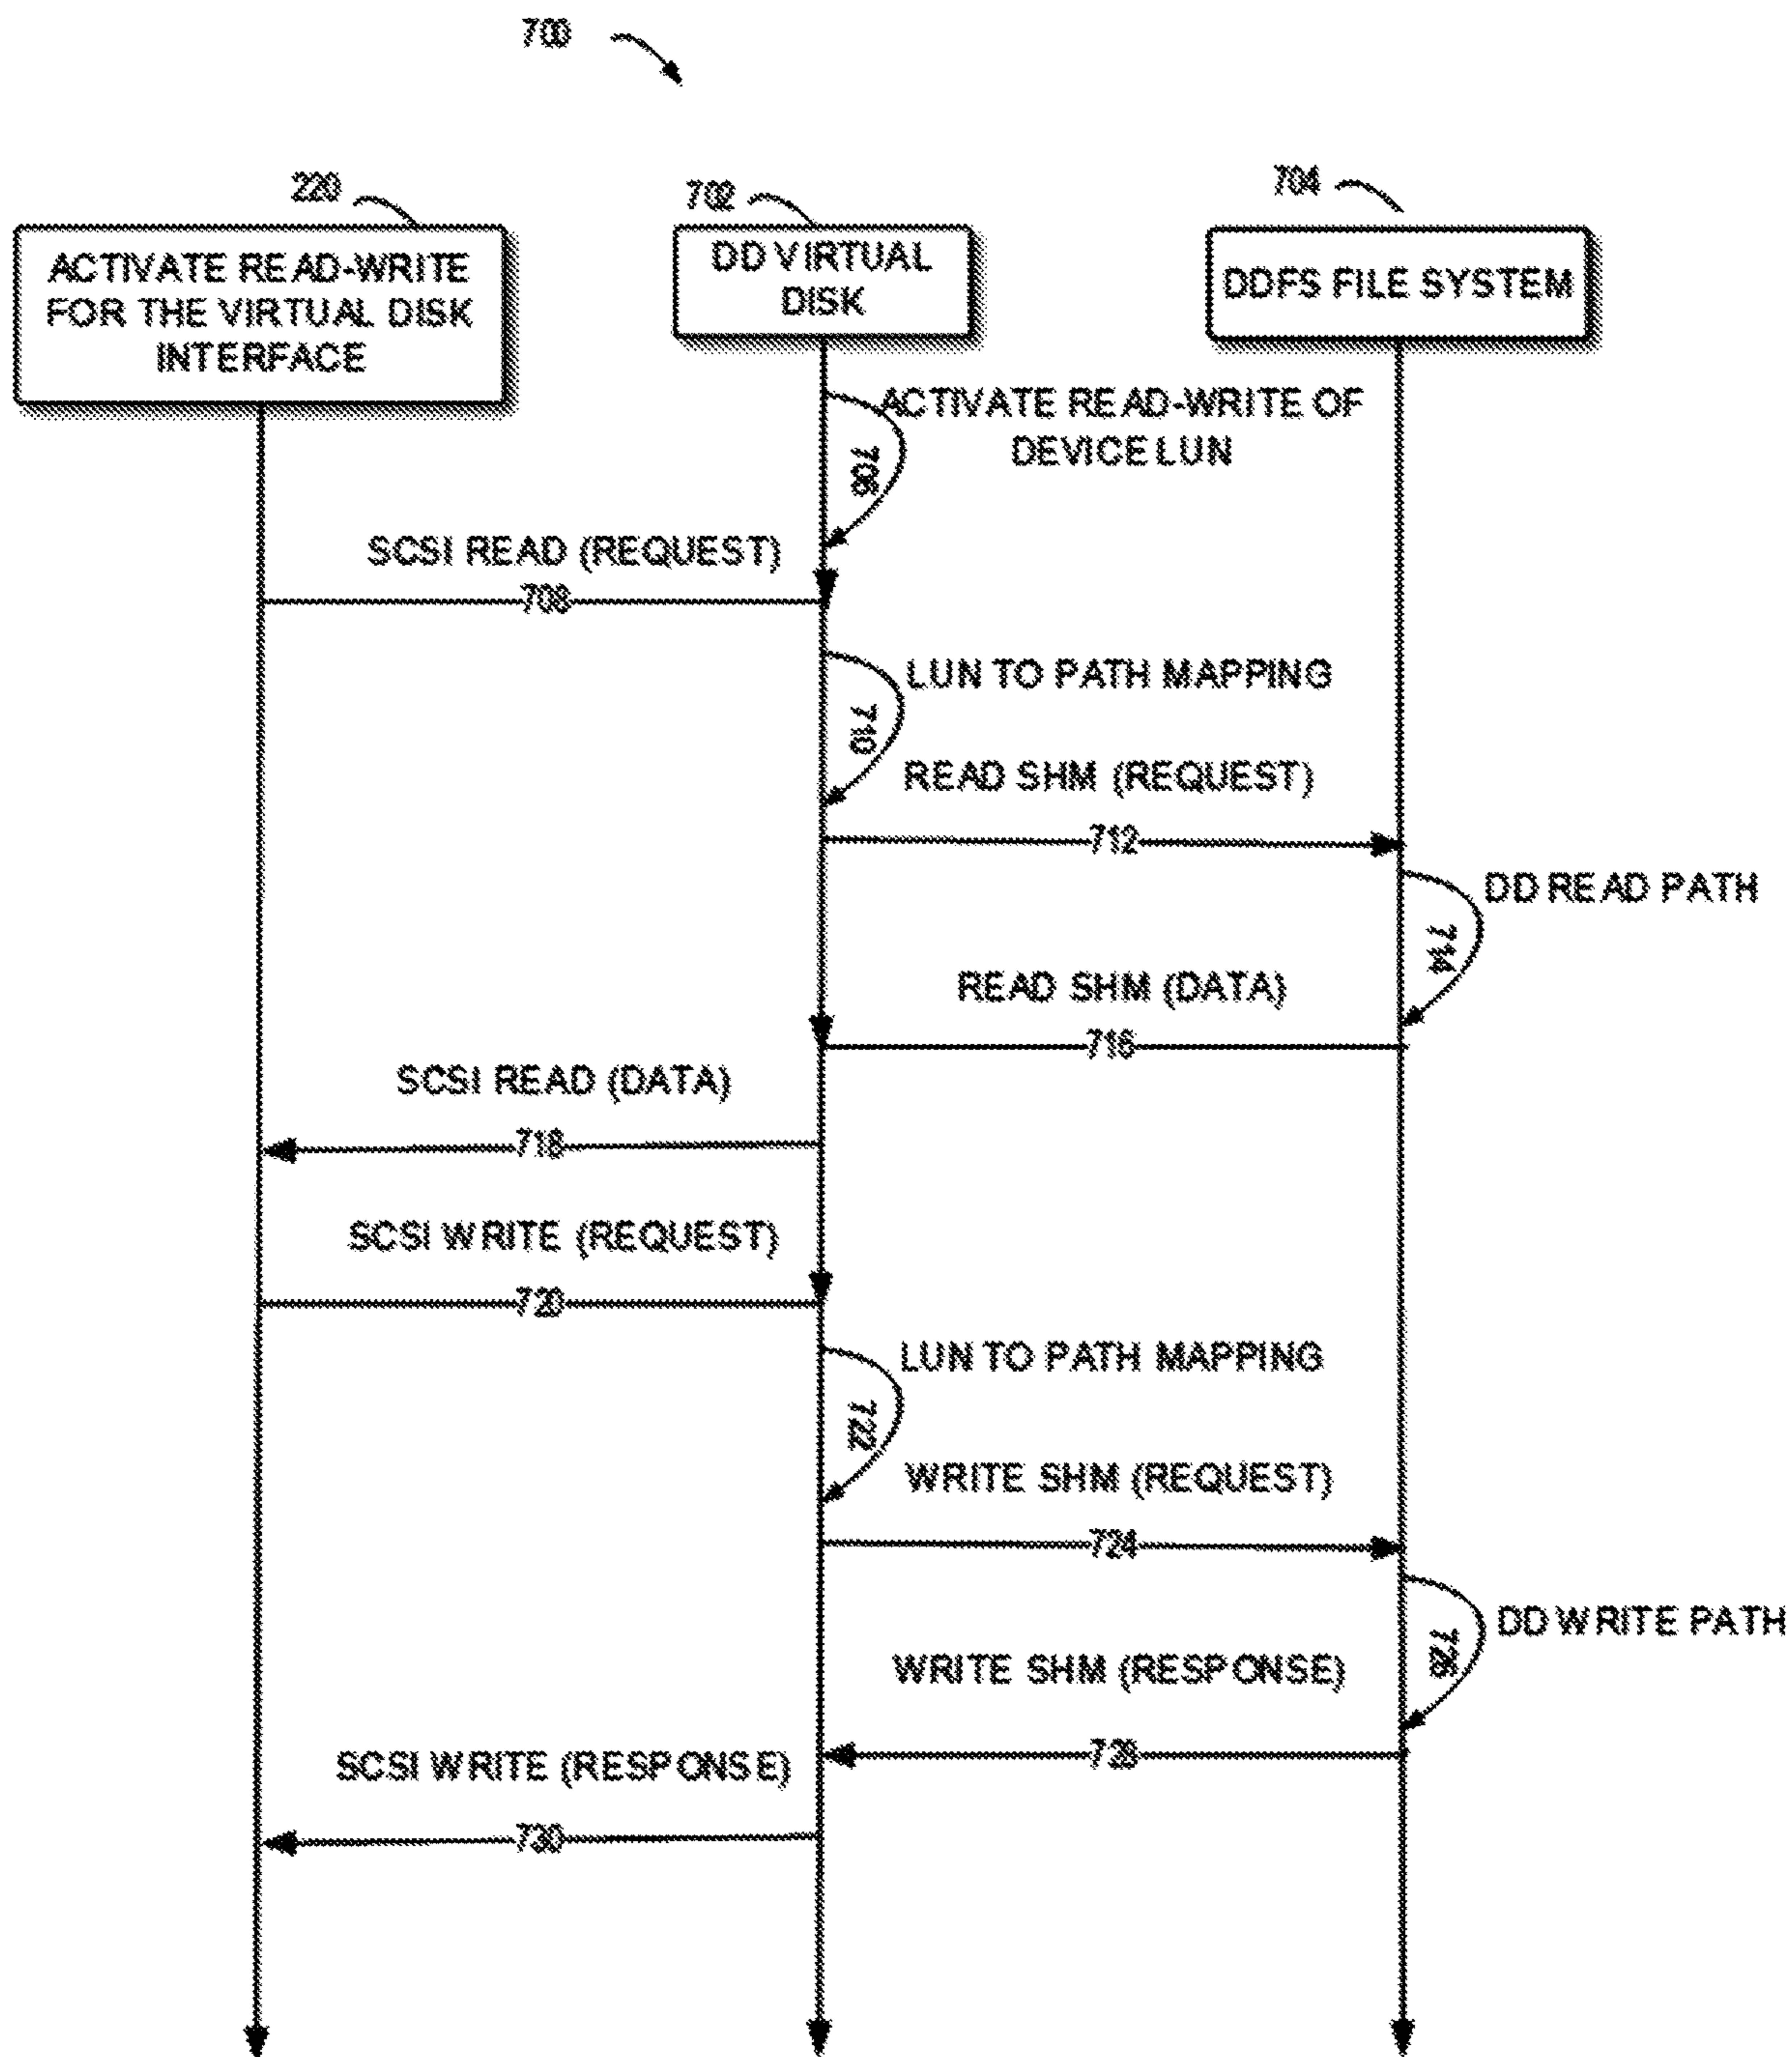 700
220
702
704
ACTIVATE READ-WRITE
FOR THE VIRTUAL DISK
INTERFACE
DD VIRTUAL
DISK
DDFS FILE SYSTEM
ACTIVATE READ-WRITE OF
DEVICE LUN
706
SCSI READ (REQUEST)
708
LUN TO PATH MAPPING
710
READ SHM (REQUEST)
712
DD READ PATH
714
READ SHM (DATA)
716
SCSI READ (DATA)
718
SCSI WRITE (REQUEST)
720
LUN TO PATH MAPPING
722
WRITE SHM (REQUEST)
724
DD WRITE PATH
726
WRITE SHM (RESPONSE)
728
SCSI WRITE (RESPONSE)
730